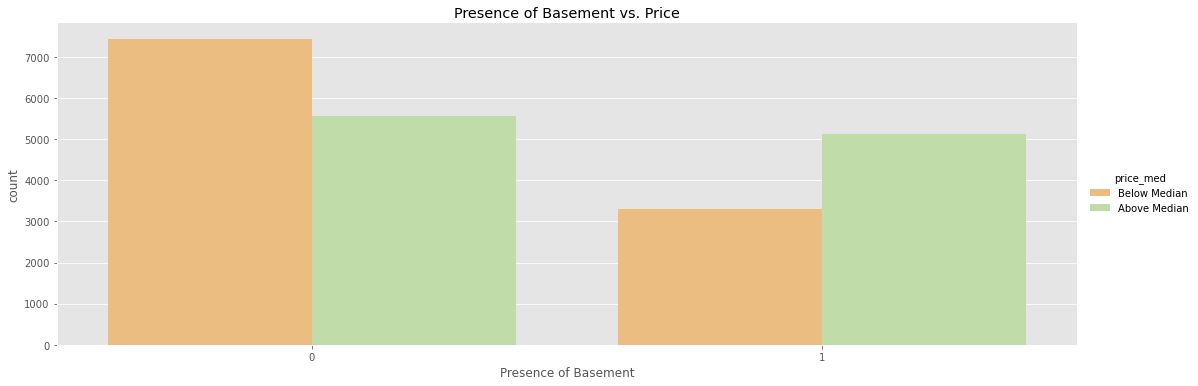 Presence of Basement vs. Price
7000
6000
5000
4000
3000
2000
1000
0
count
0
1
Presence of Basement
price_med
Below Median
Above Median